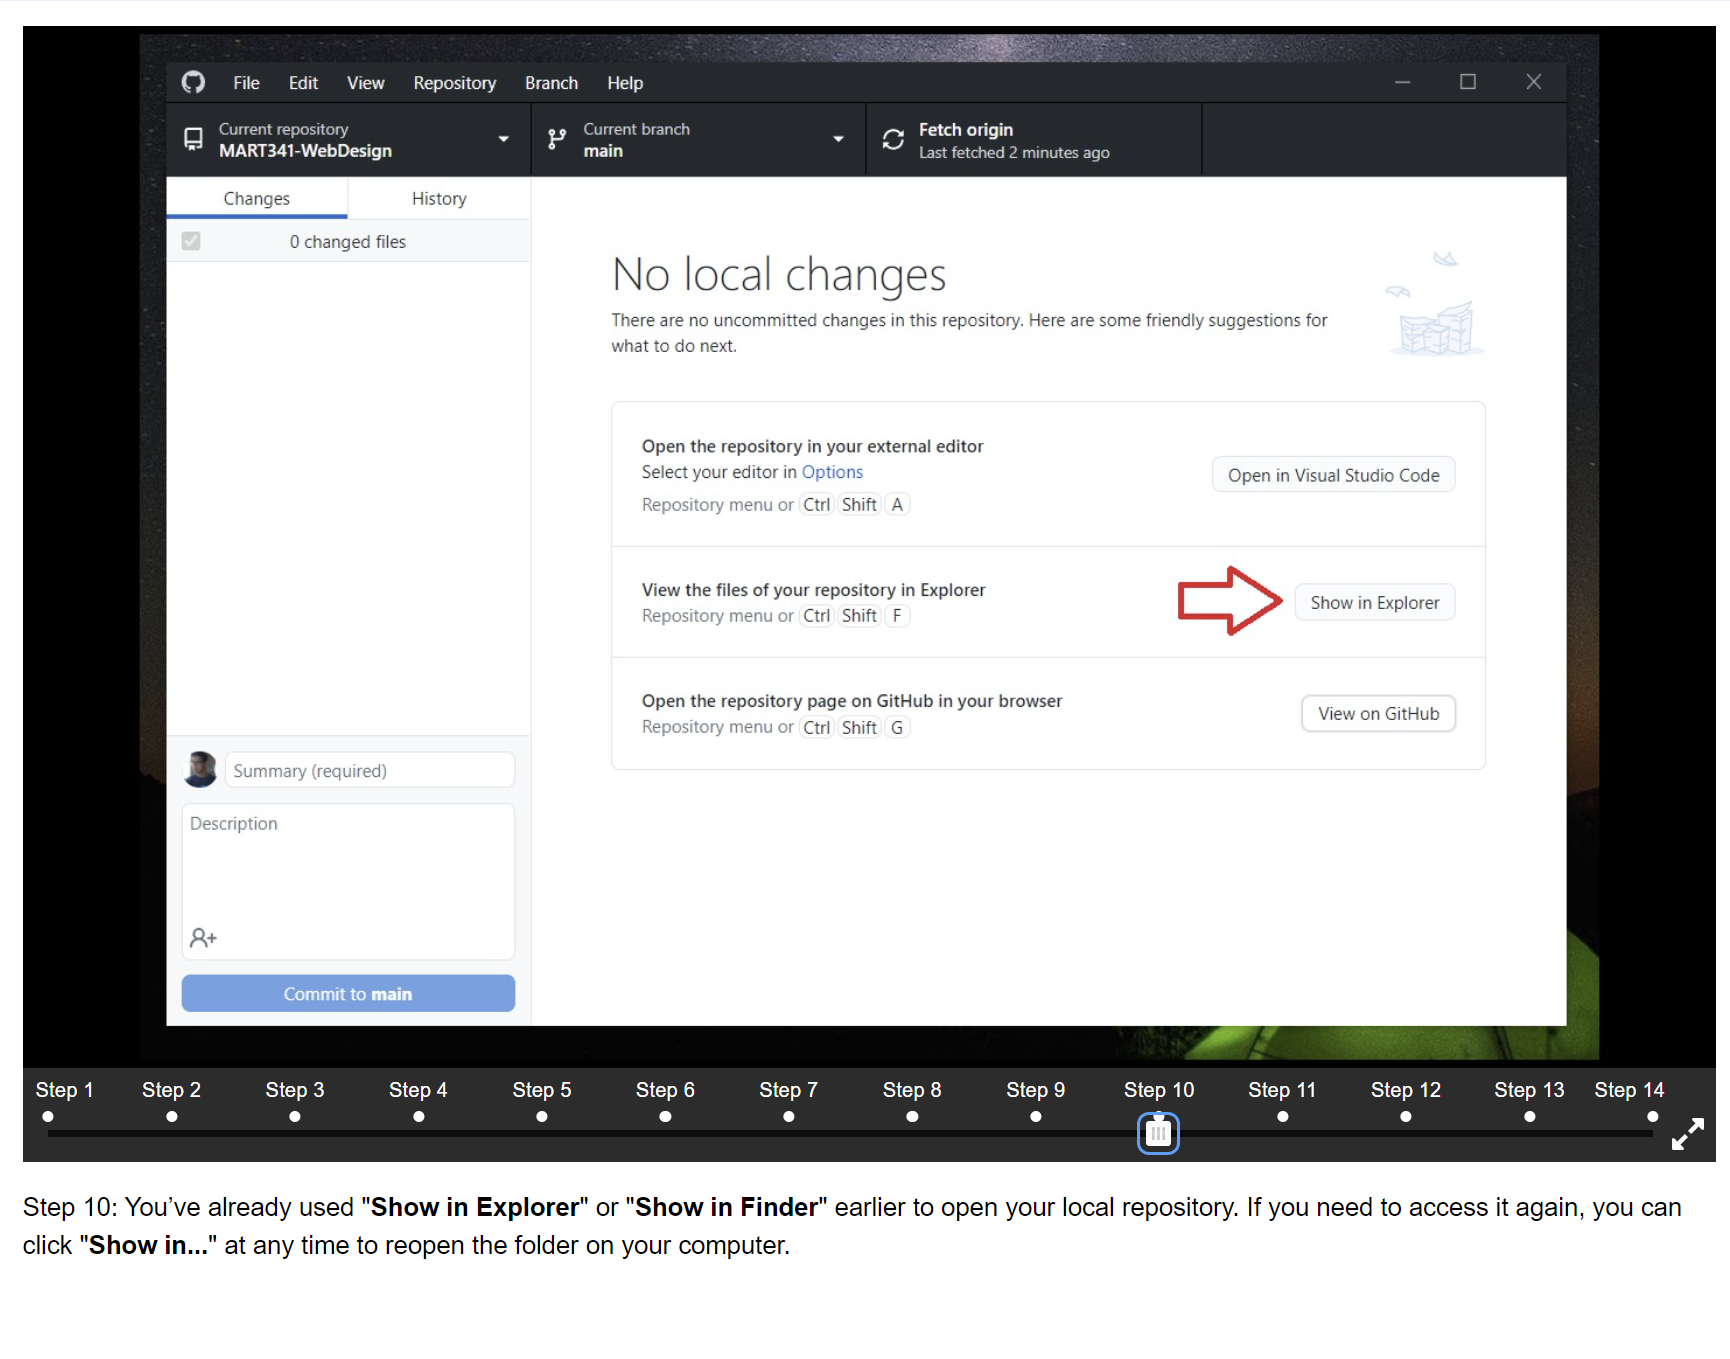 File Edit View Repository Branch Help
Current repository
MART341-WebDesign
Current branch
main
Fetch origin
Last fetched 2 minutes ago
Changes
History
0 changed files
No local changes
There are no uncommitted changes in this repository. Here are some friendly suggestions for
what to do next.
Open the repository in your external editor
Select your editor in Options
Repository menu or Ctrl Shift A
Open in Visual Studio Code
View the files of your repository in Explorer
Repository menu or Ctrl Shift F
Show in Explorer
Open the repository page on GitHub in your browser
Repository menu or Ctrl Shift G
View on GitHub
Summary (required)
Description
Commit to main
Step 1 Step 2 Step 3 Step 4 Step 5 Step 6 Step 7 Step 8 Step 9 Step 10 Step 11 Step 12 Step 13 Step 14
Step 10: You’ve already used "Show in Explorer" or "Show in Finder" earlier to open your local repository. If you need to access it again, you can
click "Show in..." at any time to reopen the folder on your computer.